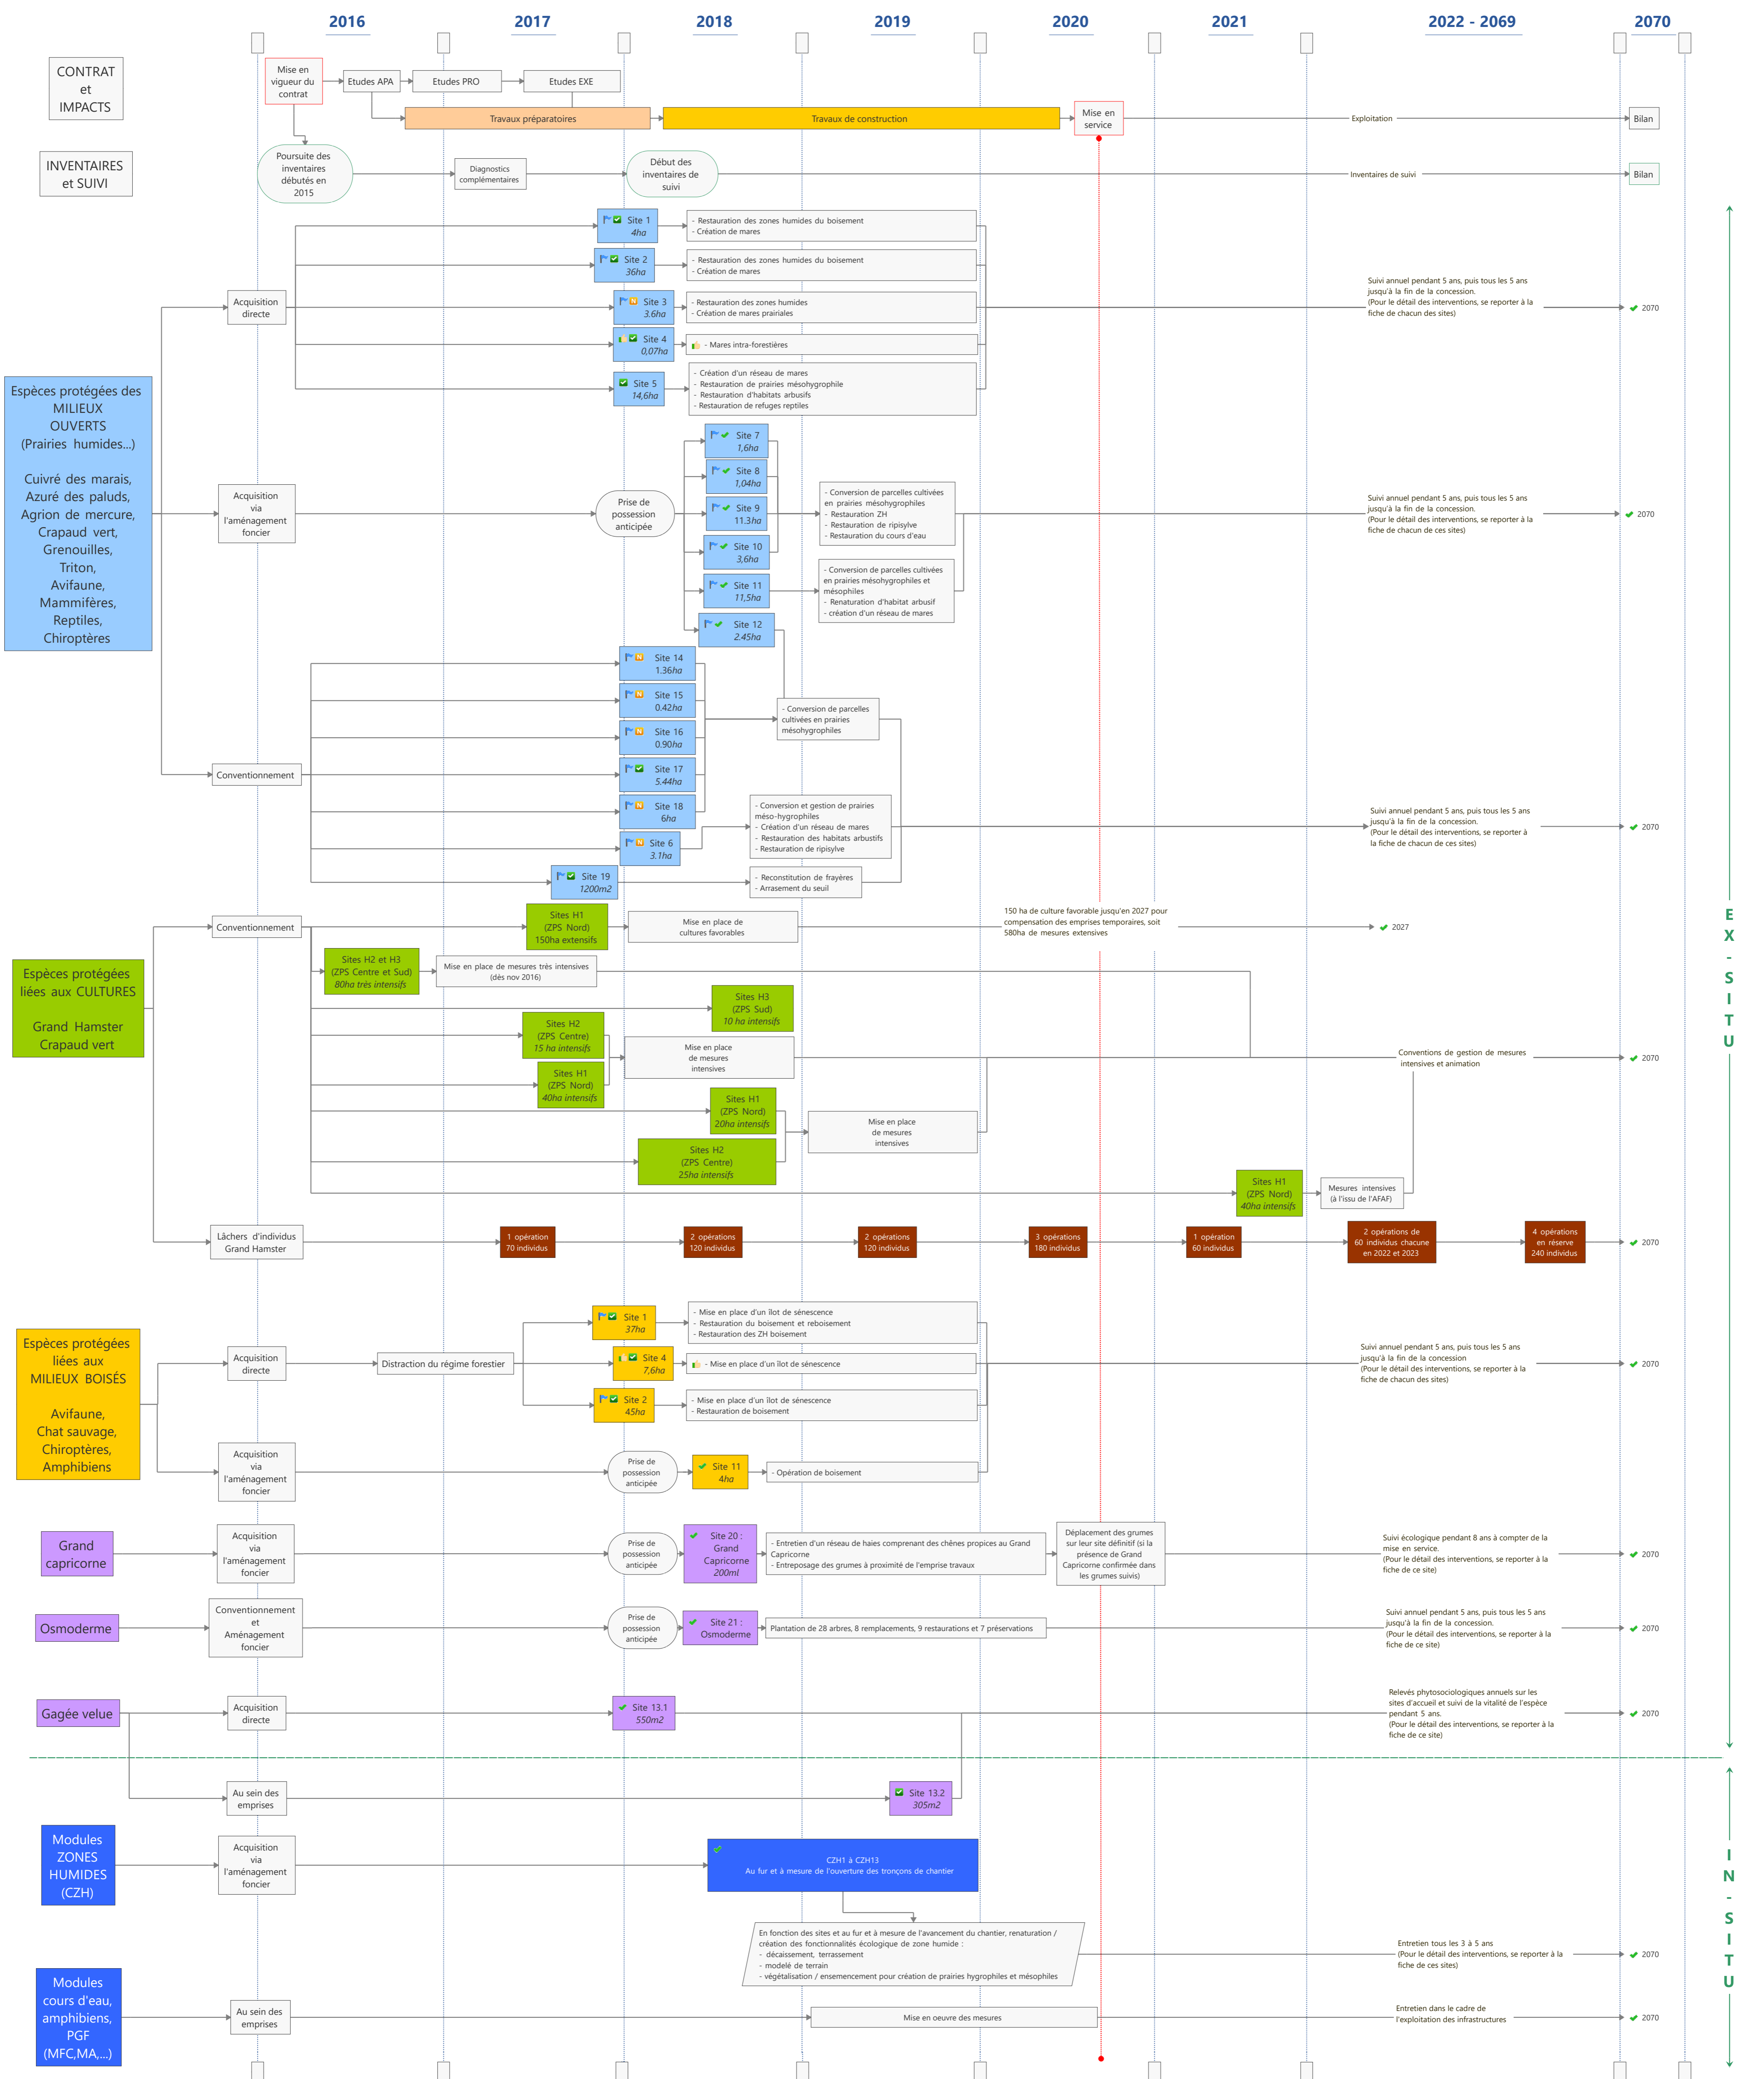 2016
2017
2018
2019
2020
2021
2022 - 2069
2070
CONTRAT
et
IMPACTS
Mise en
vigueur du
contrat
Etudes APA
Etudes PRO
Etudes EXE
Travaux préparatoires
Travaux de construction
Mise en
service
Exploitation
Bilan
INVENTAIRES
et SUIVI
Poursuite des
inventaires
débutés en
2015
Diagnostics
complémentaires
Début des
inventaires de
suivi
Inventaires de suivi
Bilan
Espèces protégées des
MILIEUX
OUVERTS
(Prairies humides...)
Cuivré des marais,
Azuré des paluds,
Agrion de mercure,
Crapaud vert,
Grenouilles,
Triton,
Avifaune,
Mammifères,
Reptiles,
Chiroptères
Acquisition
directe
Site 1
4ha
- Restauration des zones humides du boisement
- Création de mares
Site 2
36ha
- Restauration des zones humides du boisement
- Création de mares
Site 3
3.6ha
- Restauration des zones humides
- Création de mares prairiales
Site 4
0,07ha
- Mares intra-forestières
Site 5
14,6ha
- Création d'un réseau de mares
- Restauration de prairies mésohygrophile
- Restauration d'habitats arbusifs
- Restauration de refuges reptiles
Suivi annuel pendant 5 ans, puis tous les 5 ans
jusqu'à la fin de la concession.
(Pour le détail des interventions, se reporter à la
fiche de chacun des sites)
2070
Acquisition
via
l'aménagement
foncier
Prise de
possession
anticipée
Site 7
1,6ha
Site 8
1,04ha
Site 9
11.3ha
Site 10
3,6ha
Site 11
11,5ha
Site 12
2.45ha
- Conversion de parcelles cultivées
en prairies mésohygrophiles
- Restauration ZH
- Restauration de ripisylve
- Restauration du cours d'eau
- Conversion de parcelles cultivées
en prairies mésohygrophiles et
mésophiles
- Renaturation d'habitat arbusif
- création d'un réseau de mares
Suivi annuel pendant 5 ans, puis tous les 5 ans
jusqu'à la fin de la concession.
(Pour le détail des interventions, se reporter à la
fiche de chacun de ces sites)
2070
Conventionnement
Site 14
1.36ha
Site 15
0.42ha
Site 16
0.90ha
Site 17
5.44ha
Site 18
6ha
Site 6
3.1ha
Site 19
1200m2
- Conversion de parcelles
cultivées en prairies
mésohygrophiles
- Conversion et gestion de prairies
méso-hygrophiles
- Création d'un réseau de mares
- Restauration des habitats arbustifs
- Restauration de ripisylve
- Reconstitution de frayères
- Arrasement du seuil
Suivi annuel pendant 5 ans, puis tous les 5 ans
jusqu'à la fin de la concession.
(Pour le détail des interventions, se reporter à
la fiche de chacun de ces sites)
2070
Espèces protégées
liées aux CULTURES
Grand Hamster
Crapaud vert
Conventionnement
Sites H1
(ZPS Nord)
150ha extensifs
Mise en place de
cultures favorables
150 ha de culture favorable jusqu'en 2027 pour
compensation des emprises temporaires, soit
580ha de mesures extensives
2027
Sites H2 et H3
(ZPS Centre et Sud)
80ha très intensifs
Mise en place de mesures très intensives
(dès nov 2016)
Sites H3
(ZPS Sud)
10 ha intensifs
Sites H2
(ZPS Centre)
15 ha intensifs
Sites H1
(ZPS Nord)
40ha intensifs
Mise en place
de mesures
intensives
Conventions de gestion de mesures
intensives et animation
2070
Sites H1
(ZPS Nord)
20ha intensifs
Sites H2
(ZPS Centre)
25ha intensifs
Mise en place
de mesures
intensives
Sites H1
(ZPS Nord)
40ha intensifs
Mesures intensives
(à l'issu de l'AFAF)
Lâchers d'individus
Grand Hamster
1 opération
70 individus
2 opérations
120 individus
2 opérations
120 individus
3 opérations
180 individus
1 opération
60 individus
2 opérations de
60 individus chacune
en 2022 et 2023
4 opérations
en réserve
240 individus
2070
Espèces protégées
liées aux
MILIEUX BOISÉS
Avifaune,
Chat sauvage,
Chiroptères,
Amphibiens
Acquisition
directe
Distraction du régime forestier
Site 1
37ha
- Mise en place d'un îlot de sénescence
- Restauration du boisement et reboisement
- Restauration des ZH boisement
Site 4
7,6ha
- Mise en place d'un îlot de sénescence
Site 2
45ha
- Mise en place d'un îlot de sénescence
- Restauration de boisement
Suivi annuel pendant 5 ans, puis tous les 5 ans
jusqu'à la fin de la concession
(Pour le détail des interventions, se reporter à la
fiche de chacun des sites)
2070
Acquisition
via
l'aménagement
foncier
Prise de
possession
anticipée
Site 11
4ha
- Opération de boisement
Grand
capricorne
Acquisition
via
l'aménagement
foncier
Prise de
possession
anticipée
Site 20 :
Grand
Capricorne
200ml
- Entretien d'un réseau de haies comprenant des chênes propices au Grand
Capricorne
- Entreposage des grumes à proximité de l'emprise travaux
Déplacement des grumes
sur leur site définitif (si la
présence de Grand
Capricorne confirmée dans
les grumes suivis)
Suivi écologique pendant 8 ans à compter de la
mise en service.
(Pour le détail des interventions, se reporter à la
fiche de ce site)
2070
Osmoderme
Conventionnement
et
Aménagement
foncier
Prise de
possession
anticipée
Site 21 :
Osmoderme
Plantation de 28 arbres, 8 remplacements, 9 restaurations et 7 préservations
Suivi annuel pendant 5 ans, puis tous les 5 ans
jusqu'à la fin de la concession.
(Pour le détail des interventions, se reporter à la
fiche de ce site)
2070
Gagée velue
Acquisition
directe
Site 13.1
550m2
Relevés phytosociologiques annuels sur les
sites d'accueil et suivi de la vitalité de l'espèce
pendant 5 ans.
(Pour le détail des interventions, se reporter à la
fiche de ce site)
2070
EX-SITU
Au sein des
emprises
Site 13.2
305m2
Modules
ZONES
HUMIDES
(CZH)
Acquisition
via
l'aménagement
foncier
CZH1 à CZH13
Au fur et à mesure de l'ouverture des tronçons de chantier
En fonction des sites et au fur et à mesure de l'avancement du chantier, renaturation /
création des fonctionnalités écologique de zone humide :
- décaissement, terrassement
- modelé de terrain
- végétalisation / ensemencement pour création de prairies hygrophiles et mésophiles
Entretien tous les 3 à 5 ans
(Pour le détail des interventions, se reporter à la
fiche de ces sites)
2070
Modules
cours d'eau,
amphibiens,
PGF
(MFC,MA,...)
Au sein des
emprises
Mise en oeuvre des mesures
Entretien dans le cadre de
l'exploitation des infrastructures
2070
IN-SITU